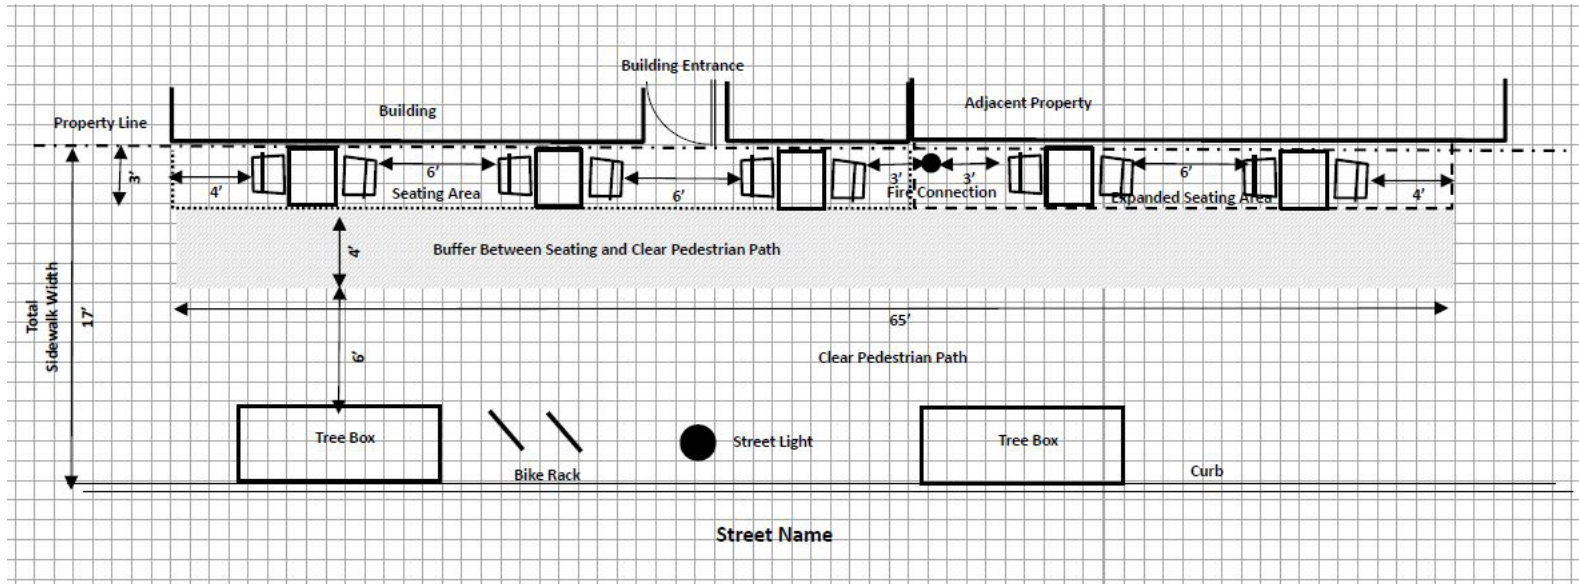 Building Entrance
Adjacent Property
Building
Property Line
3'
4'
6'
Seating Area
6'
3'
Fire Connection
3'
6'
Expanded Seating Area
4'
4'
Buffer Between Seating and Clear Pedestrian Path
Total
Sidewalk Width
17'
65'
6'
Clear Pedestrian Path
Tree Box
Bike Rack
Street Light
Tree Box
Curb
Street Name